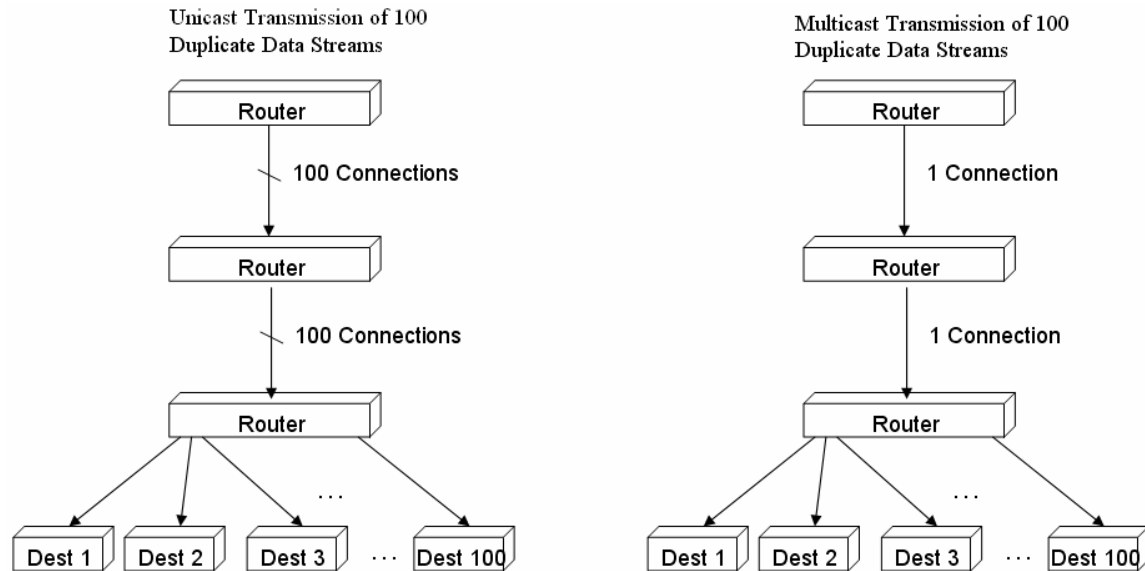 Unicast Transmission of 100
Duplicate Data Streams
Router
100 Connections
Router
100 Connections
Router
...
Dest 1
Dest 2
Dest 3
...
Dest 100
Multicast Transmission of 100
Duplicate Data Streams
Router
1 Connection
Router
1 Connection
Router
...
Dest 1
Dest 2
Dest 3
...
Dest 100